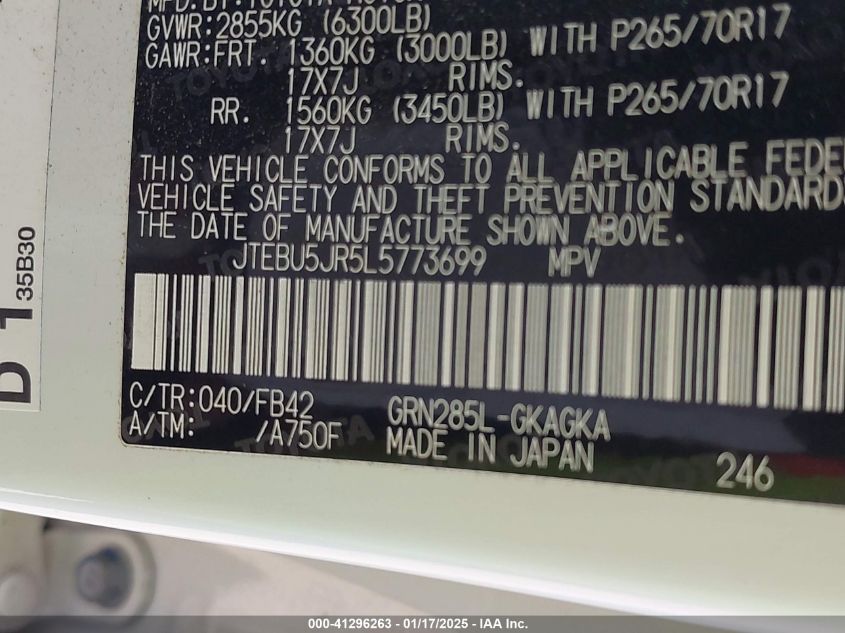 GVWR:2855KG (6300LB)
GAWR:FRT. 1360KG (3000LB) WITH P265/70R17
17X7J RIMS.
RR. 1560KG (3450LB) WITH P265/70R17
17X7J RIMS.
THIS VEHICLE CONFORMS TO ALL APPLICABLE FEDE
VEHICLE SAFETY AND THEFT PREVENTION STANDARD
THE DATE OF MANUFACTURE SHOWN ABOVE.
JTEBU5JR5L5773699 MPV
C/TR:040/FB42 GRN285L-GKAGKA
A/TM: /A750F MADE IN JAPAN
246
D 1
35B30
000-41296263 - 01/17/2025 - IAA Inc.